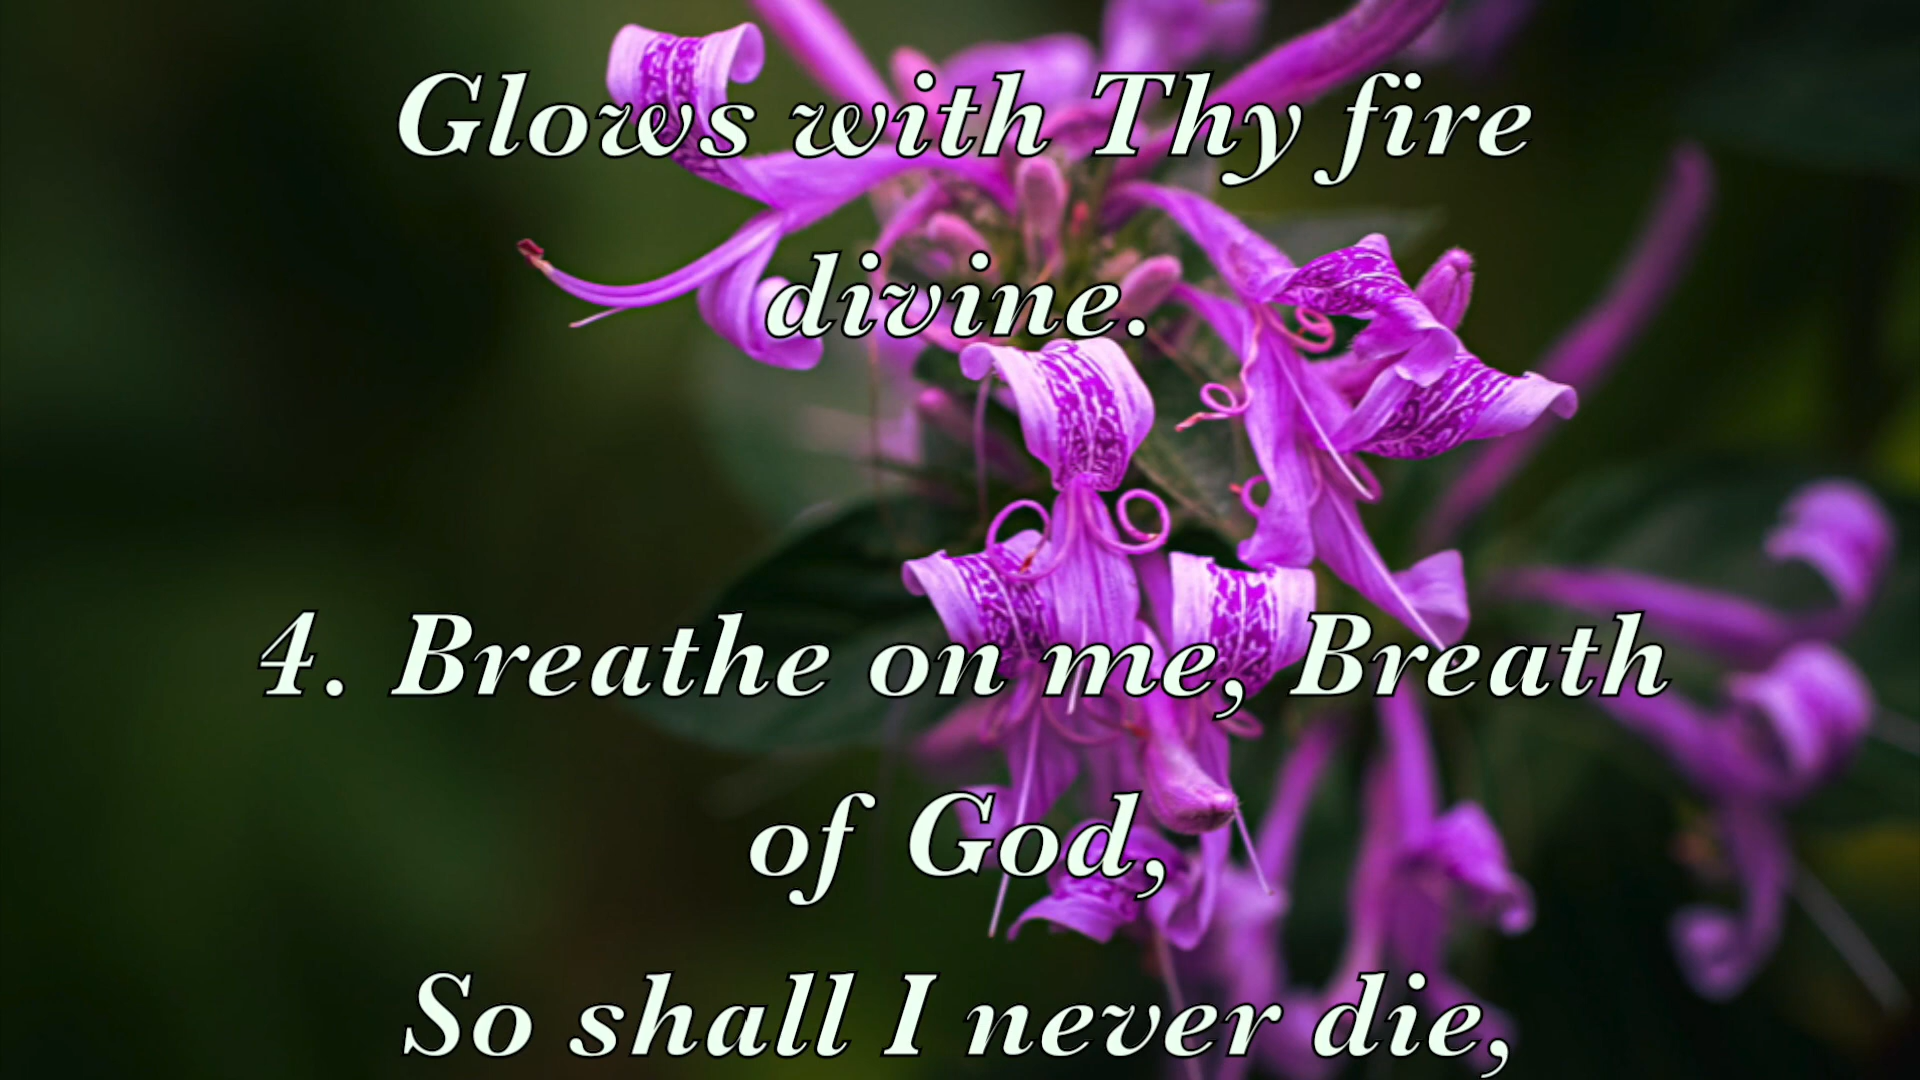 Glows with Thy fire
divine.
4. Breathe on me, Breath
of God,
So shall I never die,